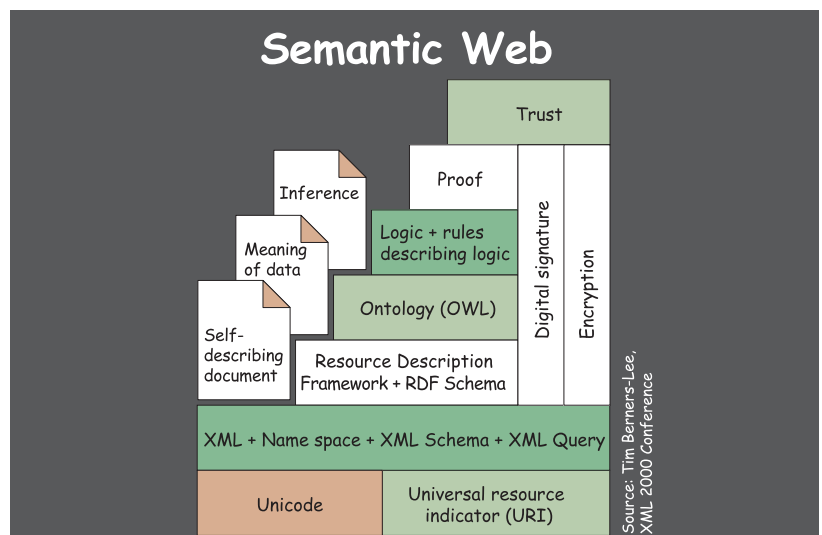 Semantic Web
Trust
Inference
Proof
Digital signature
Encryption
Meaning
of data
Logic + rules
describing logic
Ontology (OWL)
Self-
describing
document
Resource Description
Framework + RDF Schema
XML + Name space + XML Schema + XML Query
Unicode
Universal resource
indicator (URI)
Source: Tim Berners-Lee,
XML 2000 Conference